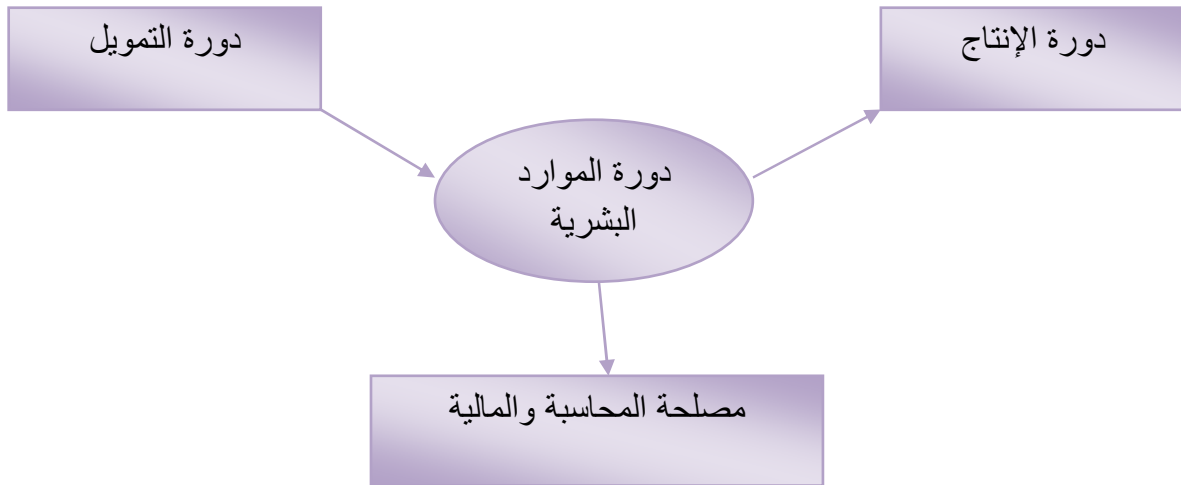 دورة الإنتاج
دورة التمويل
دورة الموارد
البشرية
مصلحة المحاسبة والمالية